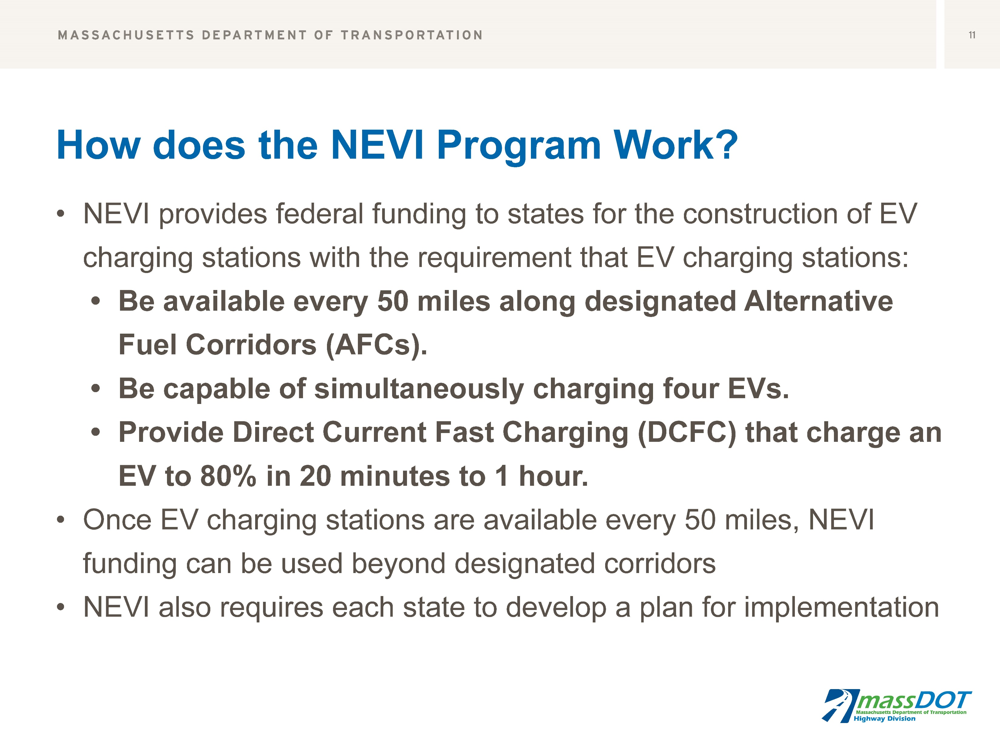 MASSACHUSETTS DEPARTMENT OF TRANSPORTATION
11
How does the NEVI Program Work?
• NEVI provides federal funding to states for the construction of EV
charging stations with the requirement that EV charging stations:
• Be available every 50 miles along designated Alternative
Fuel Corridors (AFCs).
• Be capable of simultaneously charging four EVs.
• Provide Direct Current Fast Charging (DCFC) that charge an
EV to 80% in 20 minutes to 1 hour.
• Once EV charging stations are available every 50 miles, NEVI
funding can be used beyond designated corridors
• NEVI also requires each state to develop a plan for implementation
massDOT
Massachusetts Department of Transportation
Highway Division